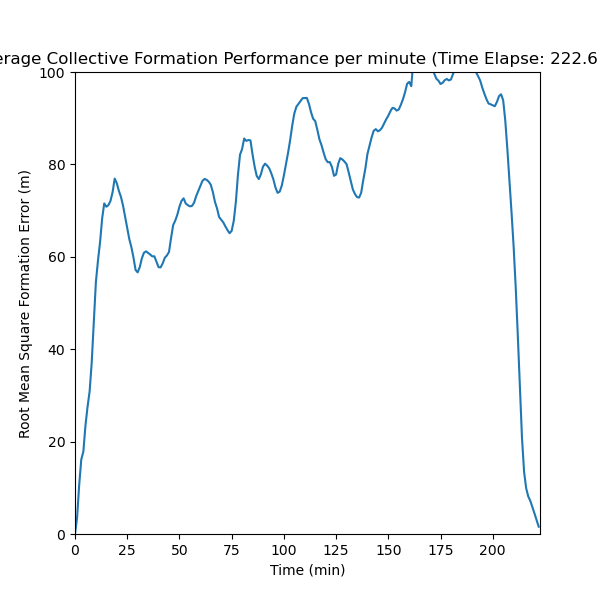 erage Collective Formation Performance per minute (Time Elapse: 222.6
100
80
60
40
20
0
Root Mean Square Formation Error (m)
0 25 50 75 100 125 150 175 200
Time (min)